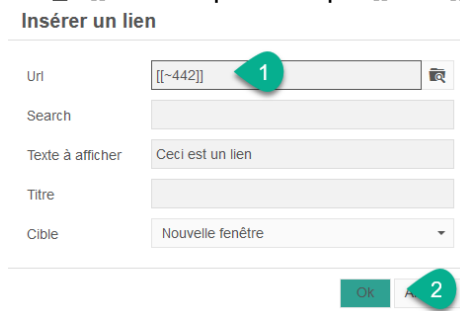 Insérer un lien
Url [[~442]] 1
Search
Texte à afficher Ceci est un lien
Titre
Cible Nouvelle fenêtre
Ok 2